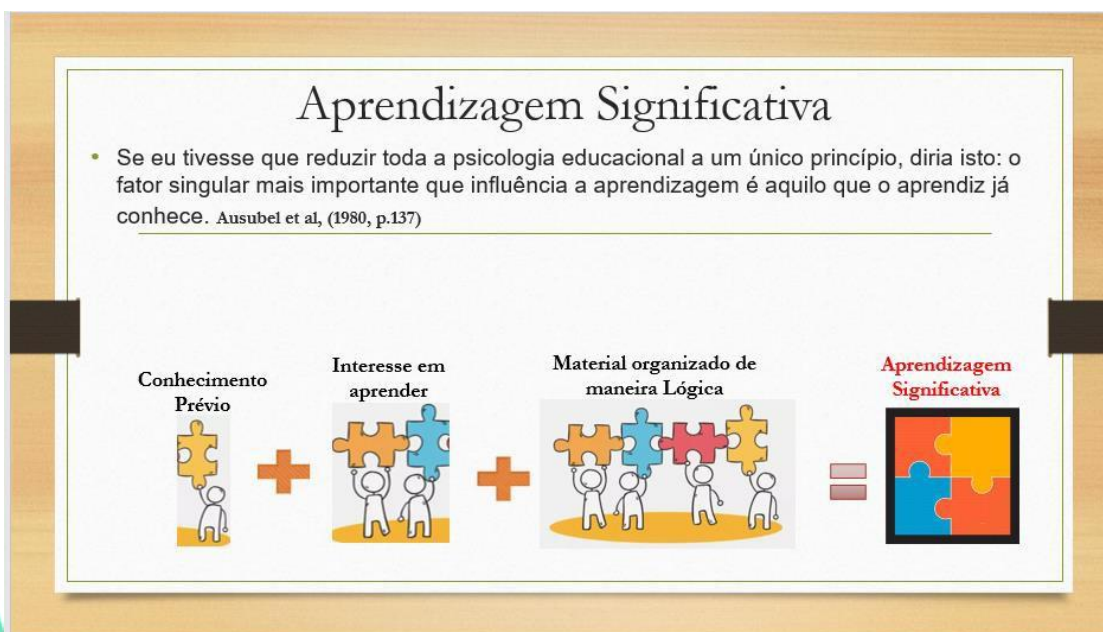 Aprendizagem Significativa
• Se eu tivesse que reduzir toda a psicologia educacional a um único princípio, diria isto: o
fator singular mais importante que influência a aprendizagem é aquilo que o aprendiz já
conhece. Ausubel et al, (1980, p.137)
Conhecimento
Prévio
Interesse em
aprender
Material organizado de
maneira Lógica
Aprendizagem
Significativa